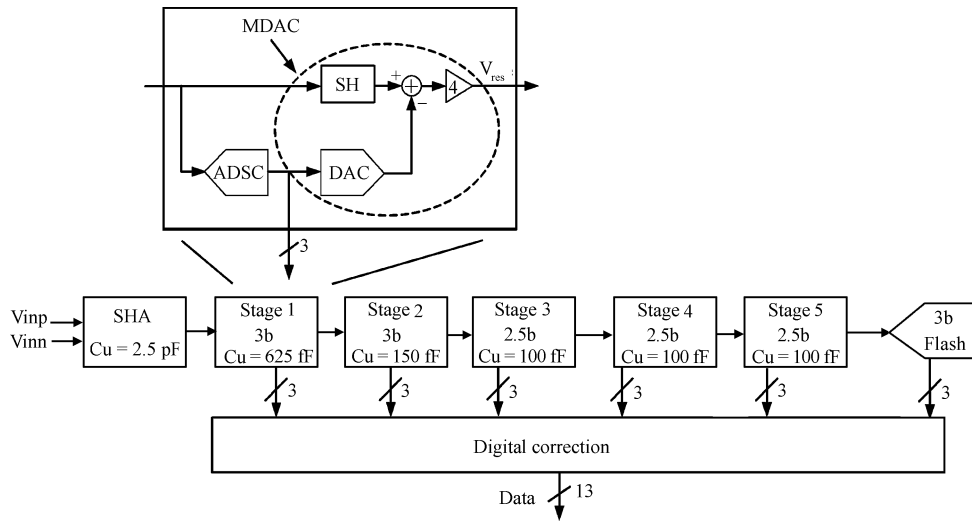 MDAC
SH
+
+
−
4
Vres
ADSC
DAC
3
Vinp
Vinn
SHA
Cu = 2.5 pF
Stage 1
3b
Cu = 625 fF
Stage 2
3b
Cu = 150 fF
Stage 3
2.5b
Cu = 100 fF
Stage 4
2.5b
Cu = 100 fF
Stage 5
2.5b
Cu = 100 fF
3b
Flash
3
3
3
3
3
3
Digital correction
Data
13